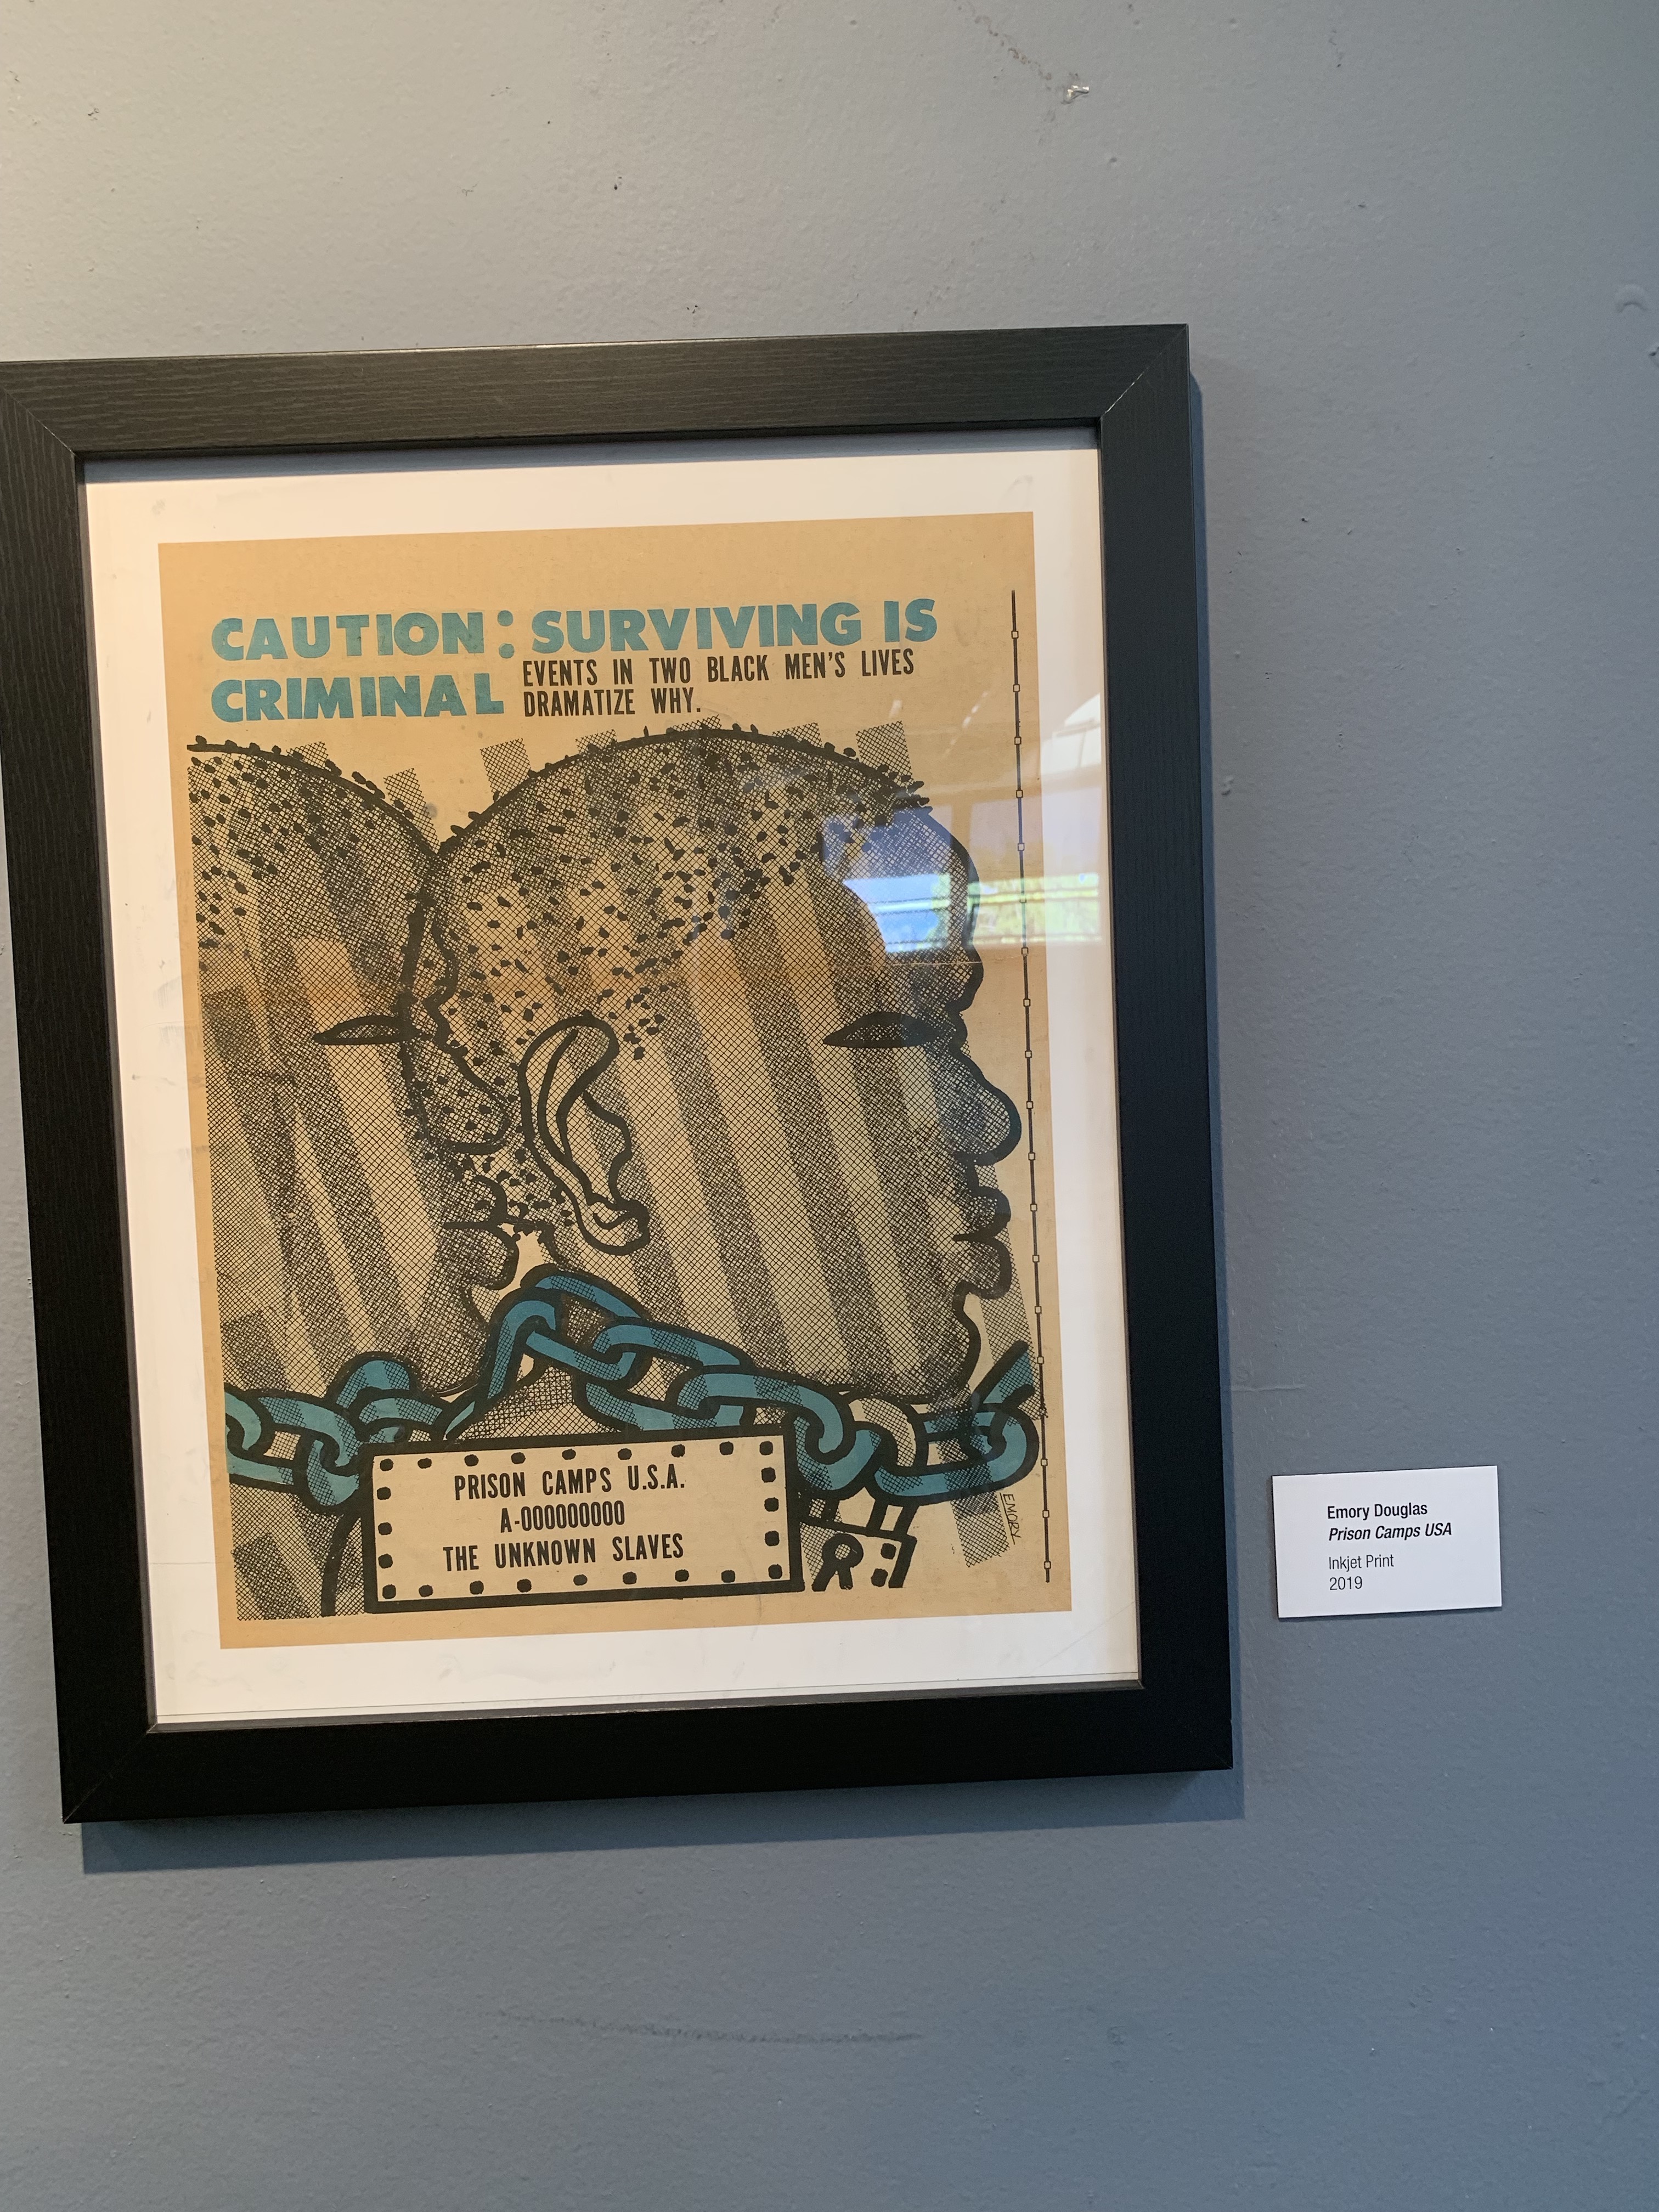 CAUTION: SURVIVING IS
CRIMINAL
EVENTS IN TWO BLACK MEN'S LIVES
DRAMATIZE WHY.
PRISON CAMPS U.S.A.
A-000000000
THE UNKNOWN SLAVES
R
EMORY
Emory Douglas
Prison Camps USA
Inkjet Print
2019